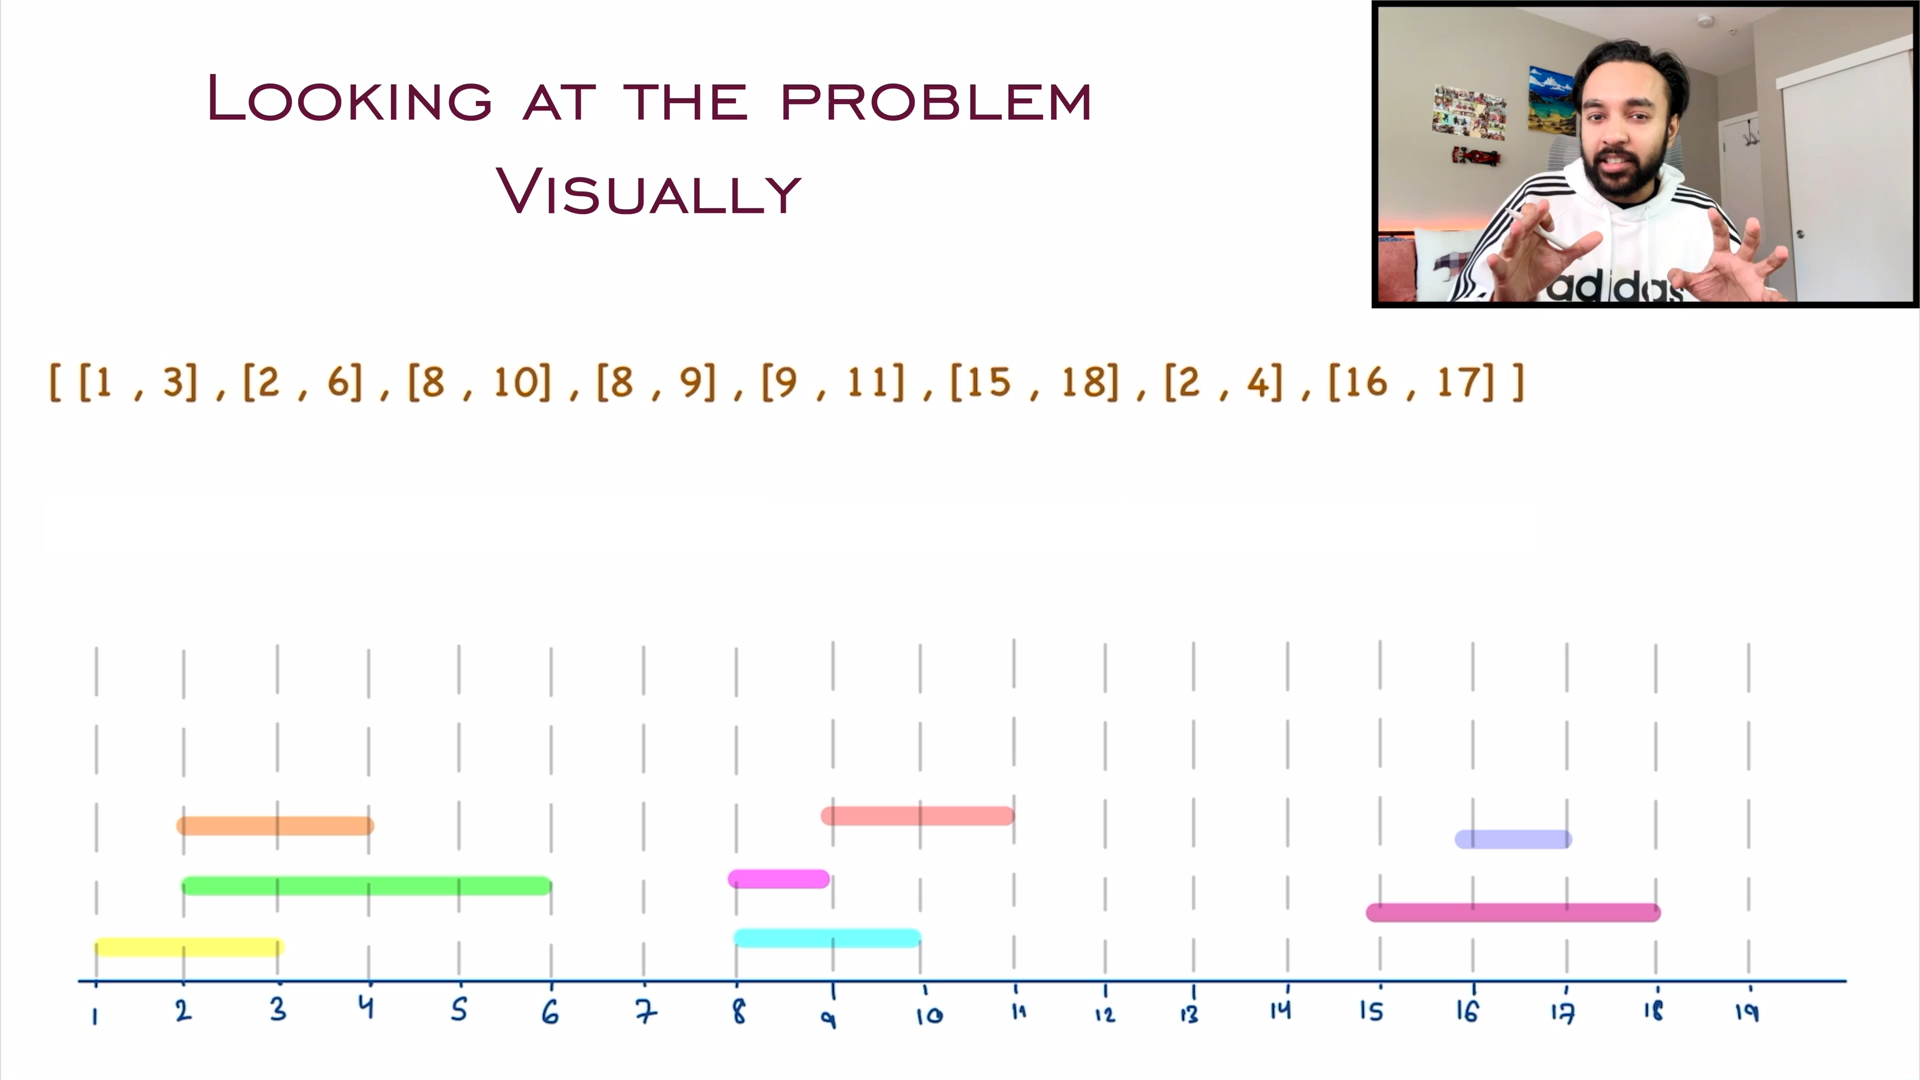 Looking at the problem
Visually
adidas
[ [1 , 3] , [2 , 6] , [8 , 10] , [8 , 9] , [9 , 11] , [15 , 18] , [2 , 4] , [16 , 17] ]
1 2 3 4 5 6 7 8 9 10 11 12 13 14 15 16 17 18 19